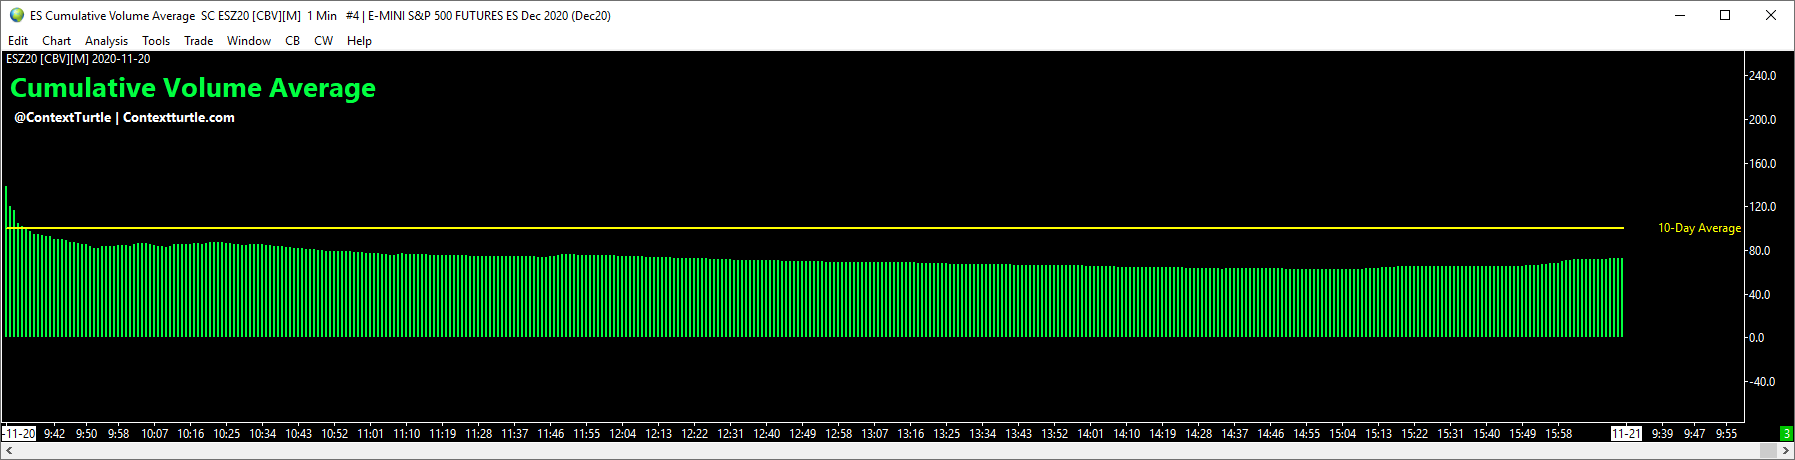 ES Cumulative Volume Average  SC ESZ20 [CBV][M]  1 Min   #4 | E-MINI S&P 500 FUTURES ES Dec 2020 (Dec20)
Edit Chart Analysis Tools Trade Window CB CW Help
ESZ20 [CBV][M] 2020-11-20
Cumulative Volume Average
@ContextTurtle | Contextturtle.com
240.0
200.0
160.0
120.0
10-Day Average
80.0
40.0
0.0
-40.0
-11-20 9:42 9:50 9:58 10:07 10:16 10:25 10:34 10:43 10:52 11:01 11:10 11:19 11:28 11:37 11:46 11:55 12:04 12:13 12:22 12:31 12:40 12:49 12:58 13:07 13:16 13:25 13:34 13:43 13:52 14:01 14:10 14:19 14:28 14:37 14:46 14:55 15:04 15:13 15:22 15:31 15:40 15:49 15:58 11-21 9:39 9:47 9:55 3